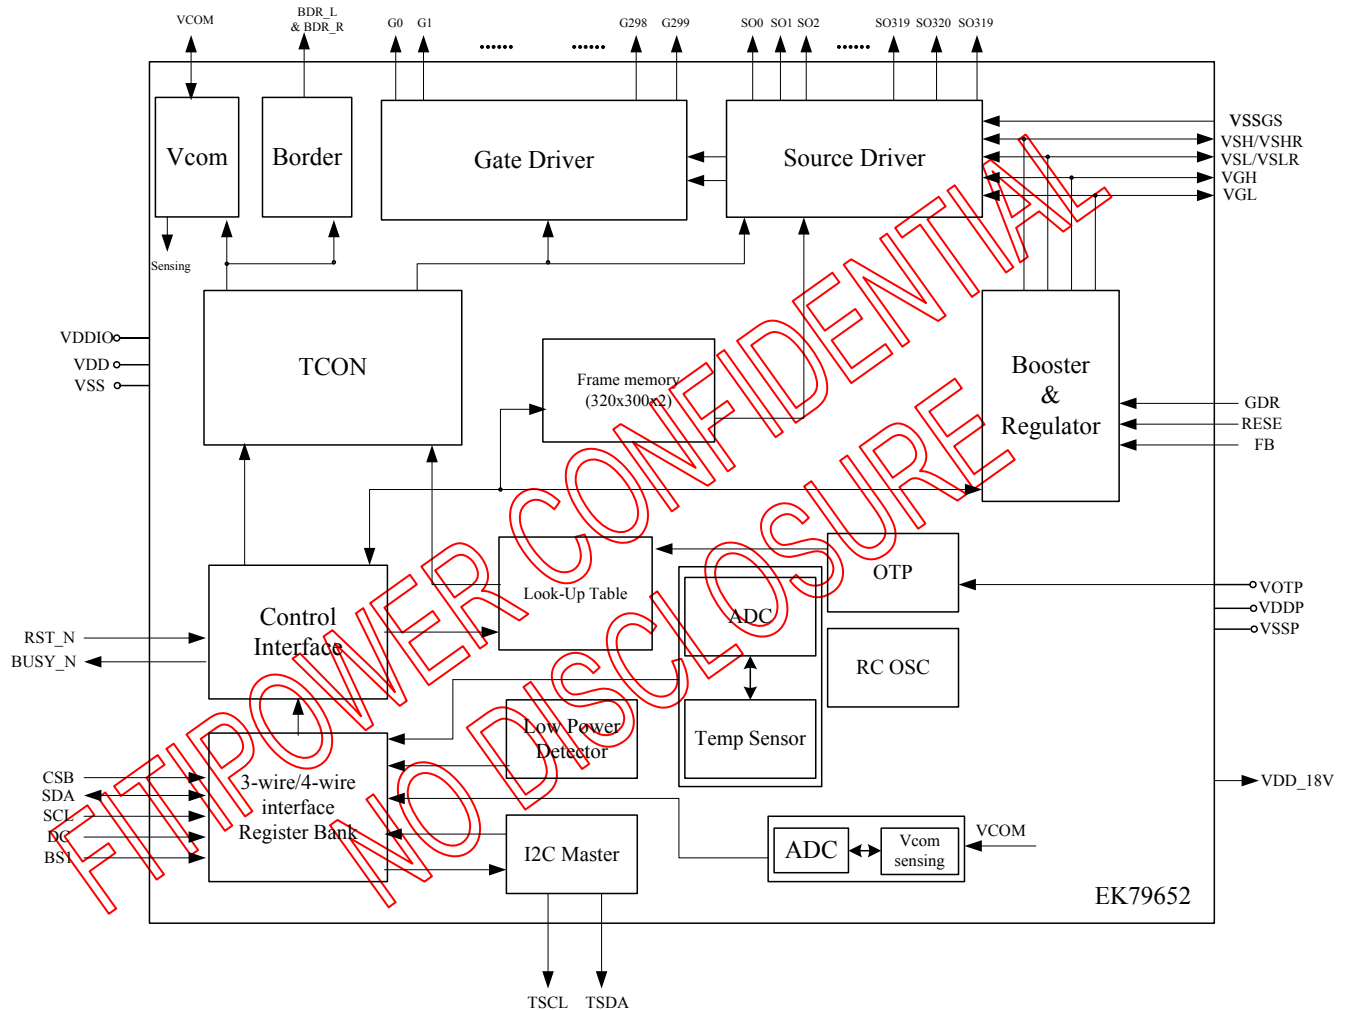 VCOM
BDR_L
& BDR_R
G0
G1
......
......
G298
G299
SO0
SO1
SO2
......
SO319
SO320
SO319
Vcom
Border
Gate Driver
Source Driver
VSSGS
VSH/VSHR
VSL/VSLR
VGH
VGL
Sensing
VDDIO
VDD
VSS
TCON
Frame memory
(320x300x2)
Booster
&
Regulator
GDR
RESE
FB
Look-Up Table
OTP
VOTP
VDDP
VSSP
RC OSC
ADC
Temp Sensor
RST_N
BUSY_N
Control
Interface
Low Power
Detector
CSB
SDA
SCL
DC
BS1
3-wire/4-wire
interface
Register Bank
I2C Master
ADC
Vcom
sensing
VCOM
VDD_18V
EK79652
TSCL
TSDA
FITIPOWER CONFIDENTIAL
NO DISCLOSURE